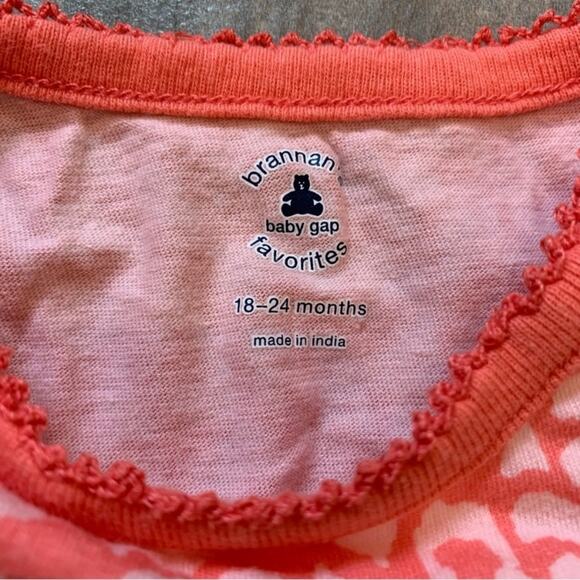 brannan's
baby gap
favorites
18–24 months
made in india